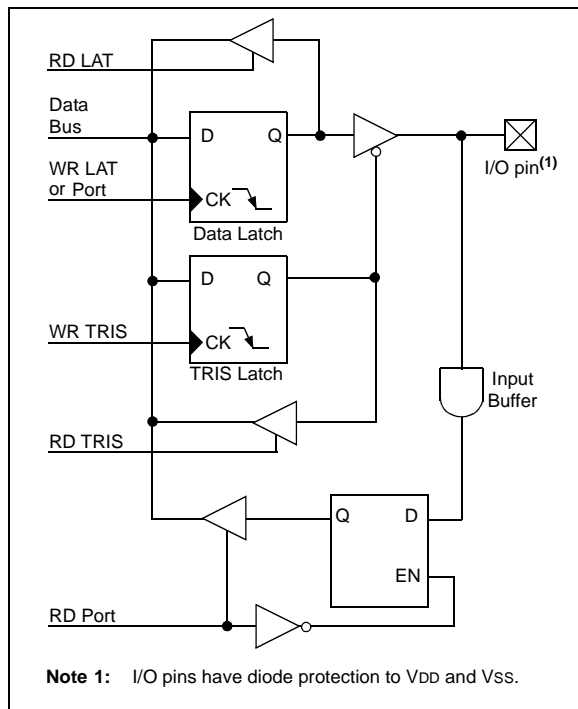 RD LAT
Data
Bus
D
Q
WR LAT
or Port
CK
I/O pin(1)
Data Latch
D
Q
WR TRIS
CK
TRIS Latch
Input
Buffer
RD TRIS
Q
D
EN
RD Port
Note 1: I/O pins have diode protection to VDD and VSS.